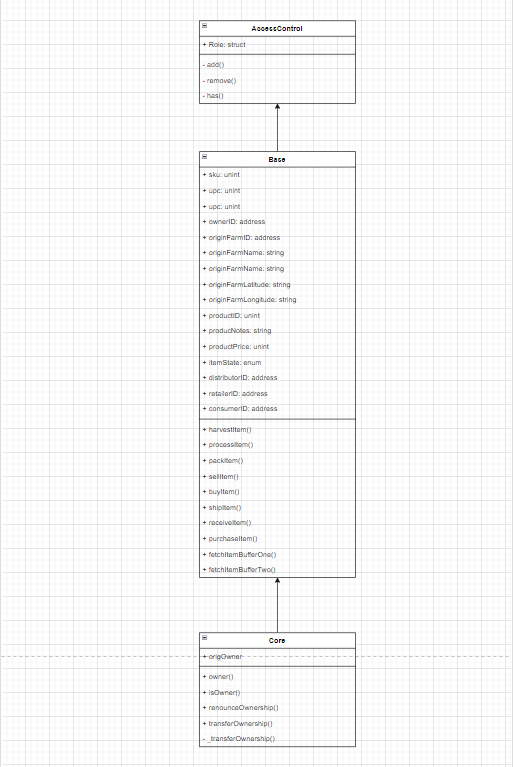 AccessControl
+ Role: struct
- add()
- remove()
- has()
Base
+ sku: unint
+ upc: unint
+ upc: unint
+ ownerID: address
+ originFarmID: address
+ originFarmName: string
+ originFarmName: string
+ originFarmLatitude: string
+ originFarmLongitude: string
+ productID: unint
+ producNotes: string
+ productPrice: unint
+ itemState: enum
+ distributorID: address
+ retailerID: address
+ consumerID: address
+ harvestItem()
+ processItem()
+ packItem()
+ sellItem()
+ buyItem()
+ shipItem()
+ receiveItem()
+ purchaseItem()
+ fetchItemBufferOne()
+ fetchItemBufferTwo()
Core
+ origOwner
+ owner()
+ isOwner()
+ renounceOwnership()
+ transferOwnership()
- _transferOwnership()